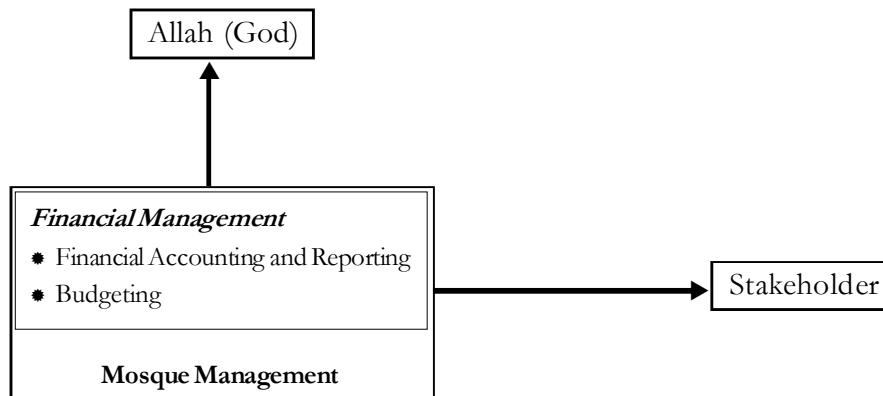 Allah (God)
Financial Management
Financial Accounting and Reporting
Budgeting
Stakeholder
Mosque Management